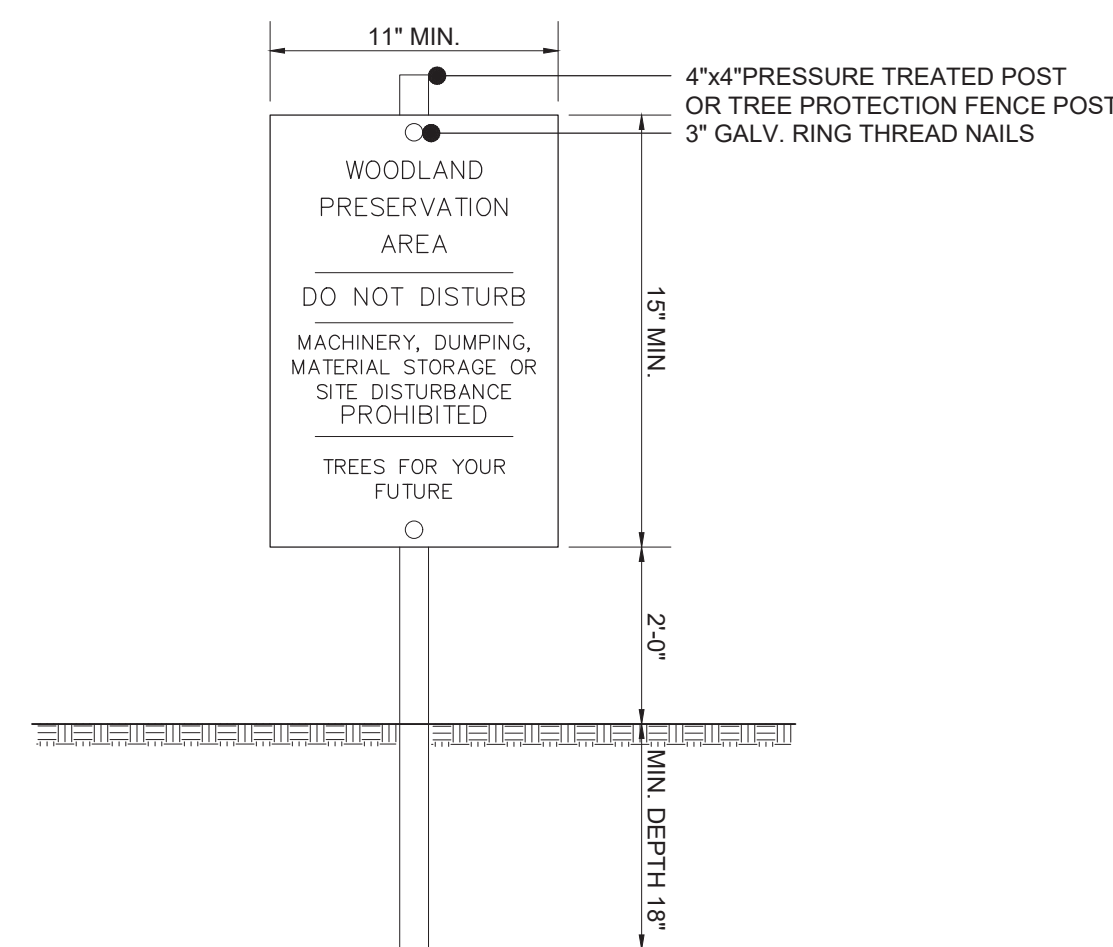 11" MIN.
4"x4"PRESSURE TREATED POST
OR TREE PROTECTION FENCE POST
3" GALV. RING THREAD NAILS
WOODLAND
PRESERVATION
AREA
DO NOT DISTURB
MACHINERY, DUMPING,
MATERIAL STORAGE OR
SITE DISTURBANCE
PROHIBITED
TREES FOR YOUR
FUTURE
15" MIN.
2'-0"
MIN. DEPTH 18"